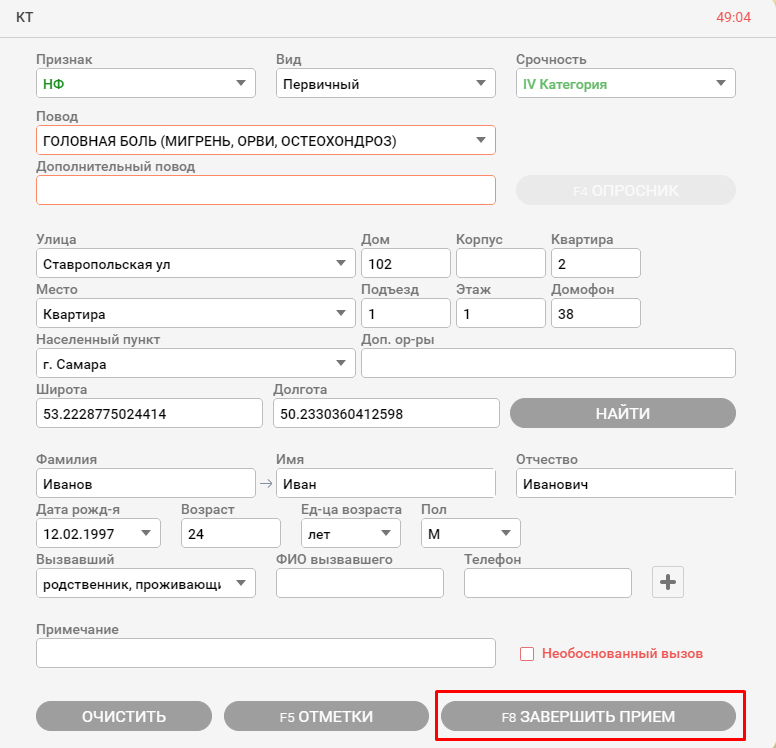 КТ 49:04
Признак Вид Срочность
НФ Первичный IV Категория
Повод
ГОЛОВНАЯ БОЛЬ (МИГРЕНЬ, ОРВИ, ОСТЕОХОНДРОЗ)
Дополнительный повод
F4 ОПРОСНИК
Улица Дом Корпус Квартира
Ставропольская ул 102 2
Место Подъезд Этаж Домофон
Квартира 1 1 38
Населенный пункт Доп. ор-ры
г. Самара
Широта Долгота
53.2228775024414 50.2330360412598 НАЙТИ
Фамилия Имя Отчество
Иванов → Иван Иванович
Дата рожд-я Возраст Ед-ца возраста Пол
12.02.1997 24 лет М
Вызвавший ФИО вызвавшего Телефон
родственник, проживающи
Примечание
Необоснованный вызов
ОЧИСТИТЬ F5 ОТМЕТКИ F8 ЗАВЕРШИТЬ ПРИЕМ